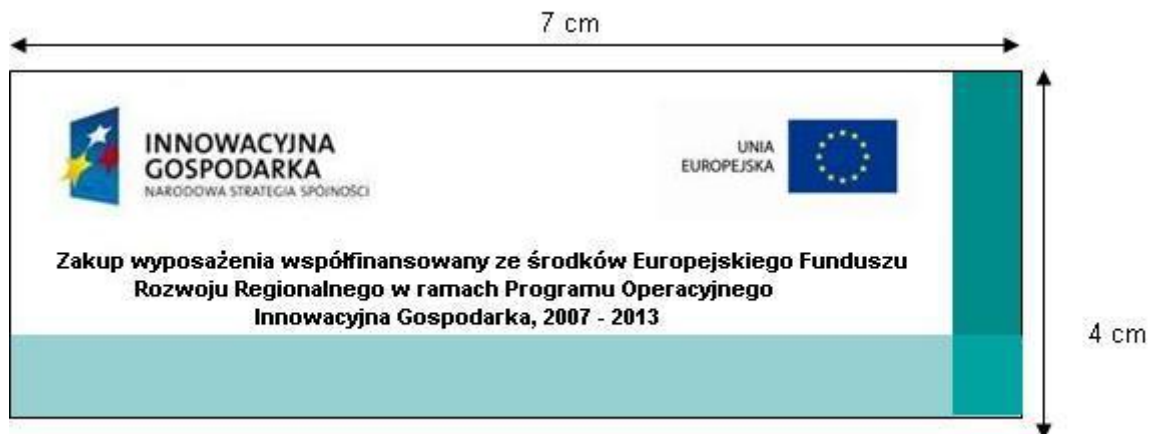 7 cm
INNOWACYJNA
GOSPODARKA
NARODOWA STRATEGIA SPÓJNOŚCI
UNIA
EUROPEJSKA
Zakup wyposażenia współfinansowany ze środków Europejskiego Funduszu
Rozwoju Regionalnego w ramach Programu Operacyjnego
Innowacyjna Gospodarka, 2007 - 2013
4 cm